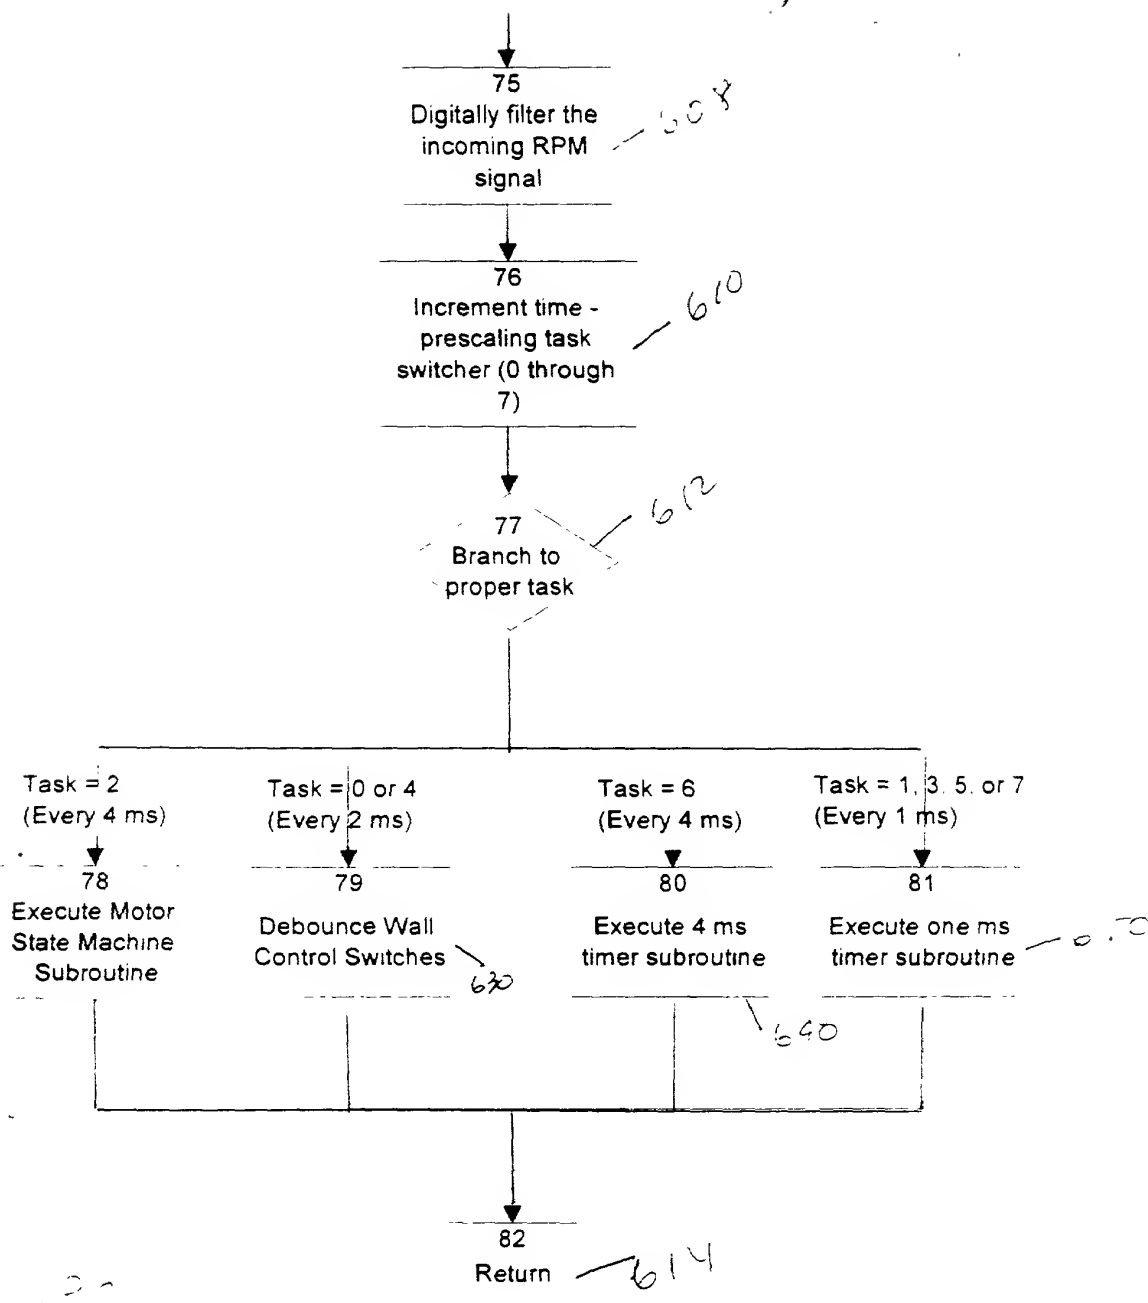 75
Digitally filter the
incoming RPM
signal
76
Increment time -
prescaling task
switcher (0 through
7)
610
77
Branch to
proper task
612
Task = 2
(Every 4 ms)
Task = 0 or 4
(Every 2 ms)
Task = 6
(Every 4 ms)
Task = 1, 3. 5. or 7
(Every 1 ms)
78
Execute Motor
State Machine
Subroutine
79
Debounce Wall
Control Switches
630
80
Execute 4 ms
timer subroutine
640
81
Execute one ms
timer subroutine
82
Return
614